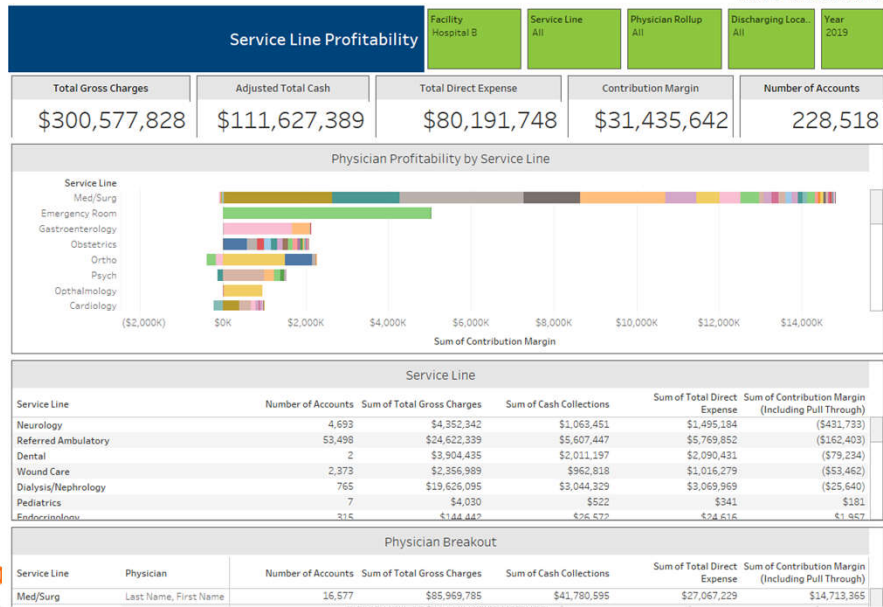 Service Line Profitability
Facility
Hospital B
Service Line
All
Physician Rollup
All
Discharging Loca..
All
Year
2019
Total Gross Charges
$300,577,828
Adjusted Total Cash
$111,627,389
Total Direct Expense
$80,191,748
Contribution Margin
$31,435,642
Number of Accounts
228,518
Physician Profitability by Service Line
Service Line
Med/Surg
Emergency Room
Gastroenterology
Obstetrics
Ortho
Psych
Opthalmology
Cardiology
($2,000K) $0K $2,000K $4,000K $6,000K $8,000K $10,000K $12,000K $14,000K
Sum of Contribution Margin
Service Line
Service Line Number of Accounts Sum of Total Gross Charges Sum of Cash Collections Sum of Total Direct Expense Sum of Contribution Margin (Including Pull Through)
Neurology 4,693 $4,352,342 $1,063,451 $1,495,184 ($431,733)
Referred Ambulatory 53,498 $24,622,339 $5,607,447 $5,769,852 ($162,403)
Dental 2 $3,904,435 $2,011,197 $2,090,431 ($79,234)
Wound Care 2,373 $2,356,989 $962,818 $1,016,279 ($53,462)
Dialysis/Nephrology 765 $19,626,095 $3,044,329 $3,069,969 ($25,640)
Pediatrics 7 $4,030 $522 $341 $181
Endocrinology 315 $144,442 $26,572 $24,616 $1,957
Physician Breakout
Service Line Physician Number of Accounts Sum of Total Gross Charges Sum of Cash Collections Sum of Total Direct Expense Sum of Contribution Margin (Including Pull Through)
Med/Surg Last Name, First Name 16,577 $85,969,785 $41,780,595 $27,067,229 $14,713,365